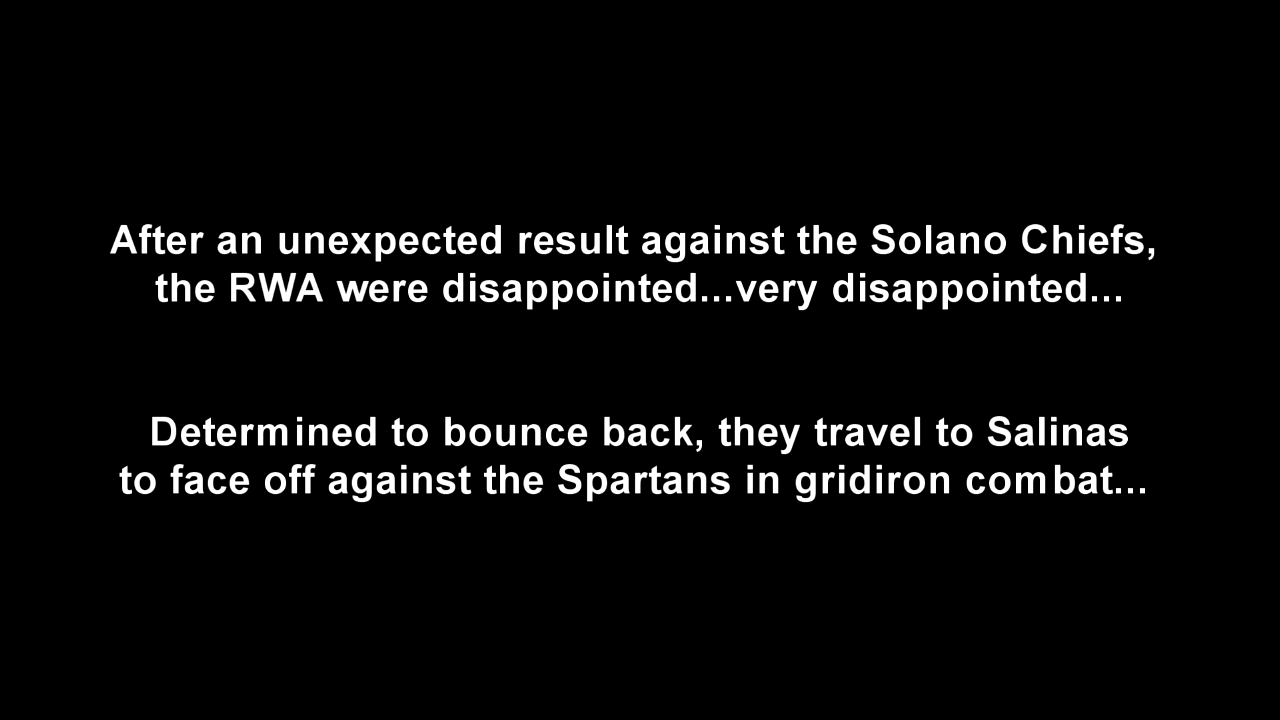 After an unexpected result against the Solano Chiefs,
the RWA were disappointed...very disappointed...
Determined to bounce back, they travel to Salinas
to face off against the Spartans in gridiron combat...